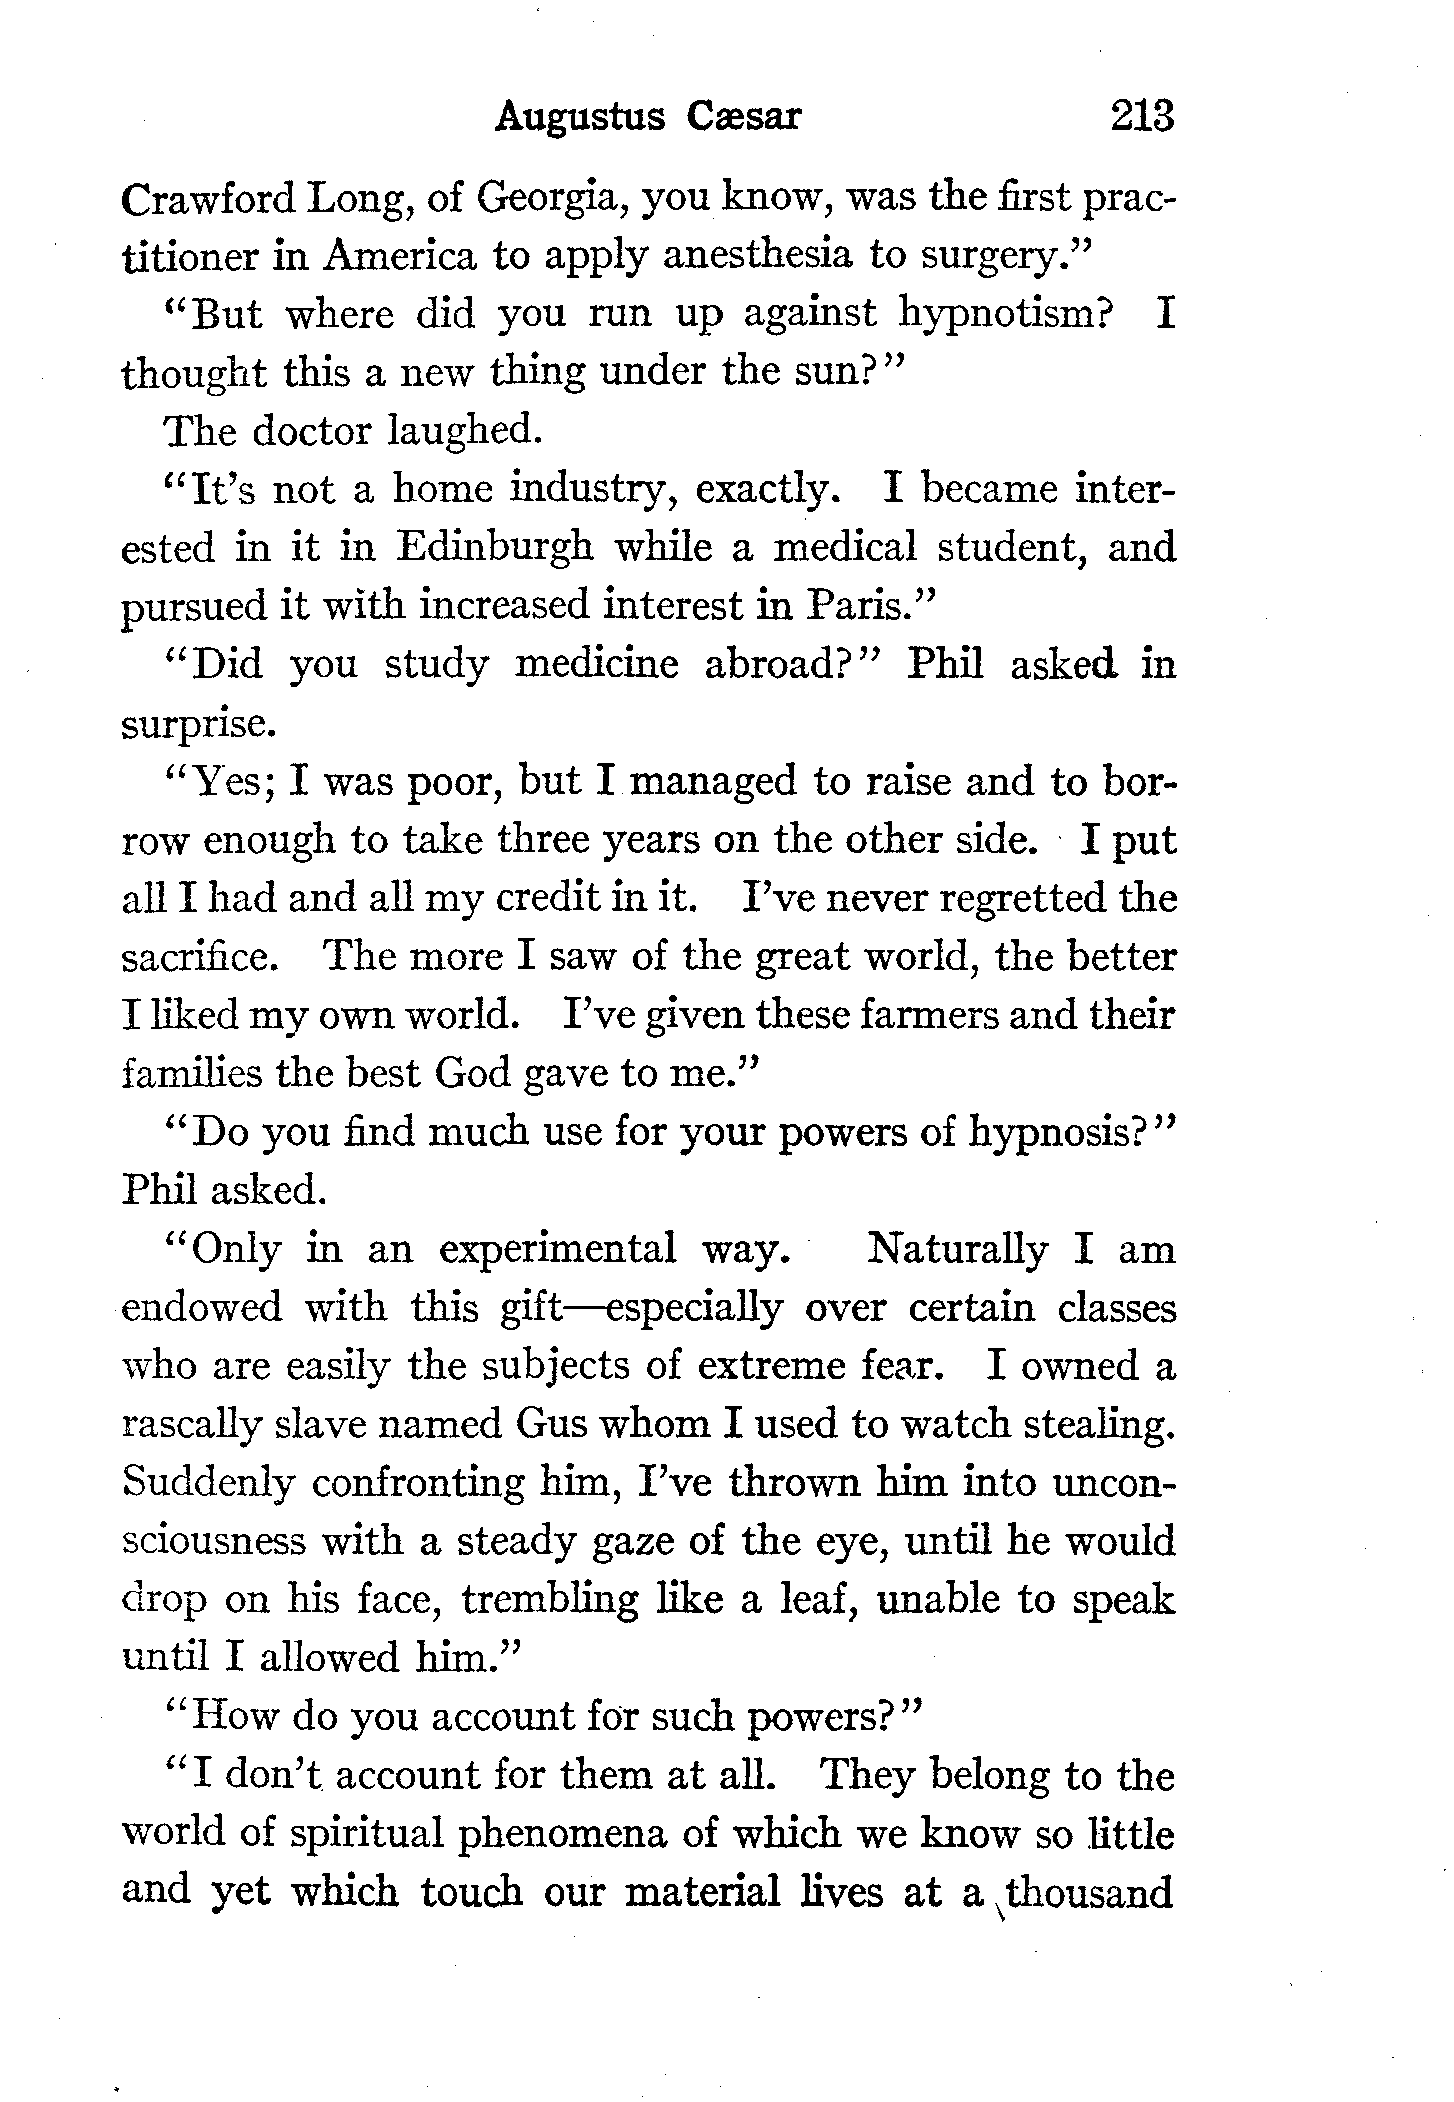 Augustus Cæsar 213
Crawford Long, of Georgia, you know, was the first prac-
titioner in America to apply anesthesia to surgery."
"But where did you run up against hypnotism? I
thought this a new thing under the sun?"
The doctor laughed.
"It's not a home industry, exactly. I became inter-
ested in it in Edinburgh while a medical student, and
pursued it with increased interest in Paris."
"Did you study medicine abroad?" Phil asked in
surprise.
"Yes; I was poor, but I managed to raise and to bor-
row enough to take three years on the other side. I put
all I had and all my credit in it. I've never regretted the
sacrifice. The more I saw of the great world, the better
I liked my own world. I've given these farmers and their
families the best God gave to me."
"Do you find much use for your powers of hypnosis?"
Phil asked.
"Only in an experimental way. Naturally I am
endowed with this gift—especially over certain classes
who are easily the subjects of extreme fear. I owned a
rascally slave named Gus whom I used to watch stealing.
Suddenly confronting him, I've thrown him into uncon-
sciousness with a steady gaze of the eye, until he would
drop on his face, trembling like a leaf, unable to speak
until I allowed him."
"How do you account for such powers?"
"I don't account for them at all. They belong to the
world of spiritual phenomena of which we know so little
and yet which touch our material lives at a thousand